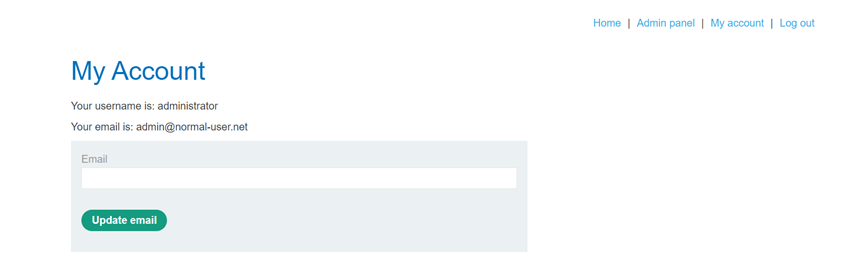 Home | Admin panel | My account | Log out
My Account
Your username is: administrator
Your email is: admin@normal-user.net
Email
Update email